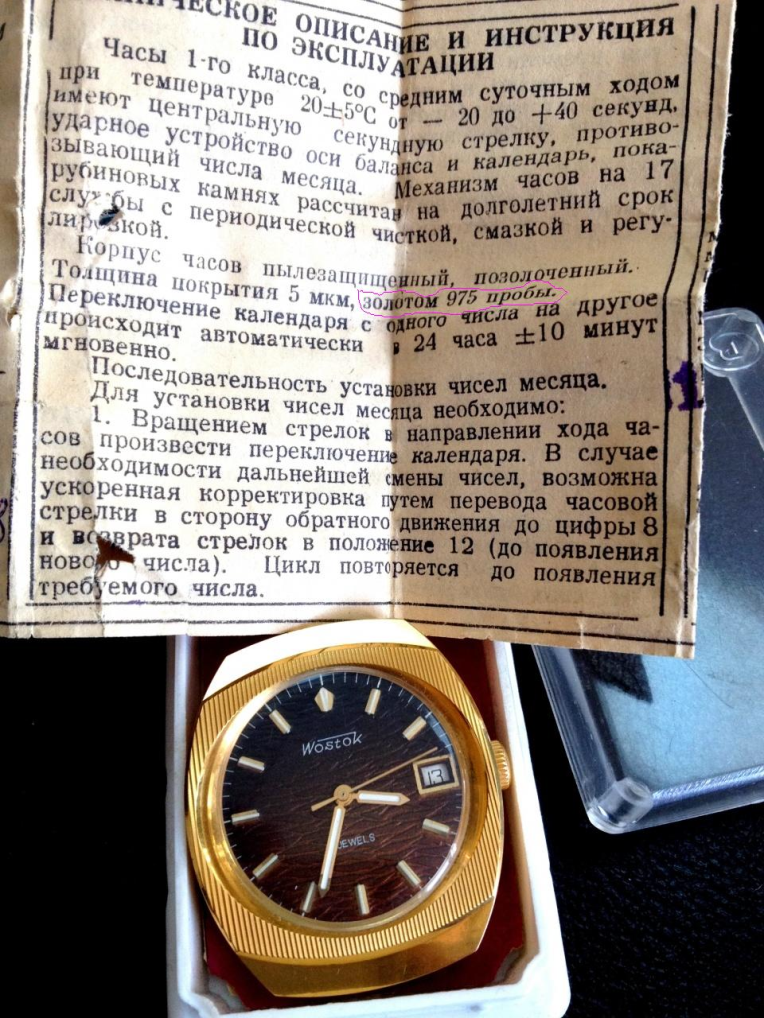 НИЧЕСКОЕ ОПИСАНИЕ И ИНСТРУКЦИЯ
ПО ЭКСПЛУАТАЦИИ
Часы 1-го класса, со средним суточным ходом
при температуре 20±5°С от — 20 до +40 секунд,
имеют центральную секундную стрелку, противо-
ударное устройство оси баланса и календарь, пока-
зывающий числа месяца. Механизм часов на 17
рубиновых камнях рассчитан на долголетний срок
службы с периодической чисткой, смазкой и регу-
лировкой.
Корпус часов пылезащищенный, позолоченный.
Толщина покрытия 5 мкм, золотом 975 пробы.
Переключение календаря с одного числа на другое
происходит автоматически в 24 часа ±10 минут
мгновенно.
Последовательность установки чисел месяца.
Для установки чисел месяца необходимо:
1. Вращением стрелок в направлении хода ча-
сов произвести переключение календаря. В случае
необходимости дальнейшей смены чисел, возможна
ускоренная корректировка путем перевода часовой
стрелки в сторону обратного движения до цифры 8
и возврата стрелок в положение 12 (до появления
нового числа). Цикл повторяется до появления
требуемого числа.
Wostok
13
JEWELS